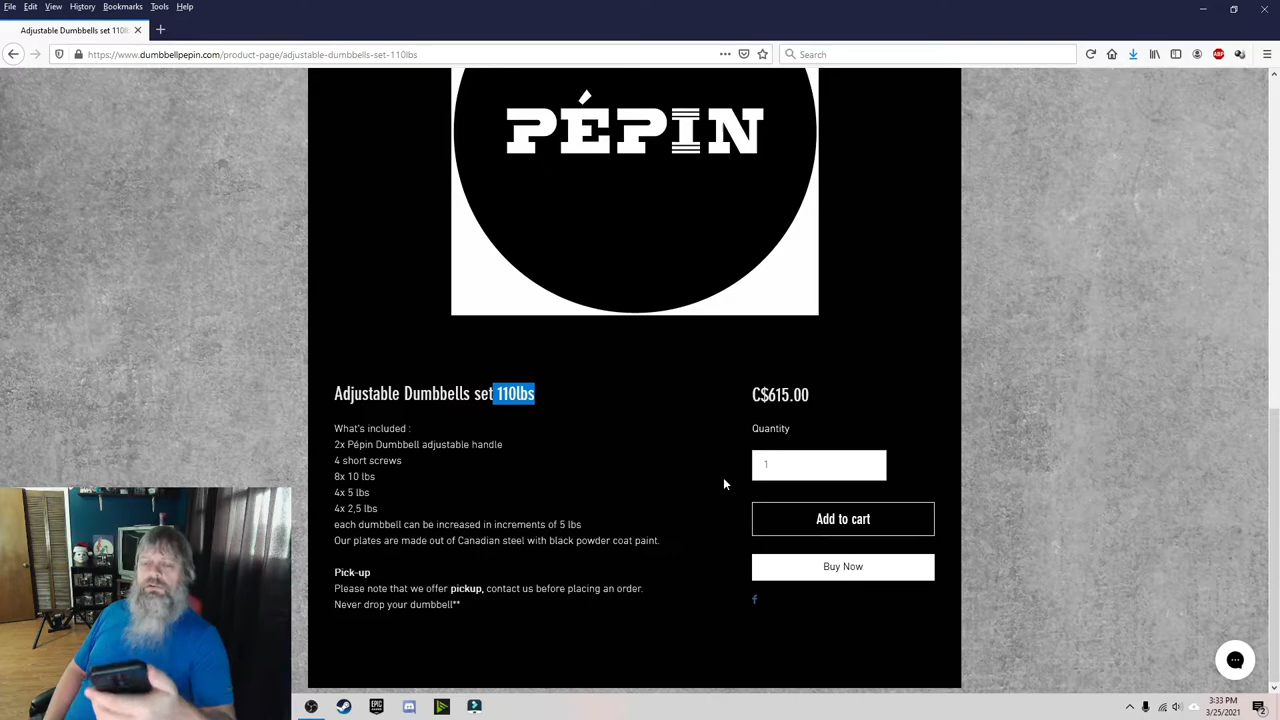 File Edit View History Bookmarks Tools Help
Adjustable Dumbbells set 110lb
https://www.dumbbellpepin.com/product-page/adjustable-dumbbells-set-110lbs
Search
ABP
PÉPIN
Adjustable Dumbbells set 110lbs
C$615.00
What's included :
2x Pépin Dumbbell adjustable handle
4 short screws
8x 10 lbs
4x 5 lbs
4x 2,5 lbs
each dumbbell can be increased in increments of 5 lbs
Our plates are made out of Canadian steel with black powder coat paint.
Pick-up
Please note that we offer pickup, contact us before placing an order.
Never drop your dumbbell**
Quantity
1
Add to cart
Buy Now
f
EPIC
3:33 PM
3/25/2021
2